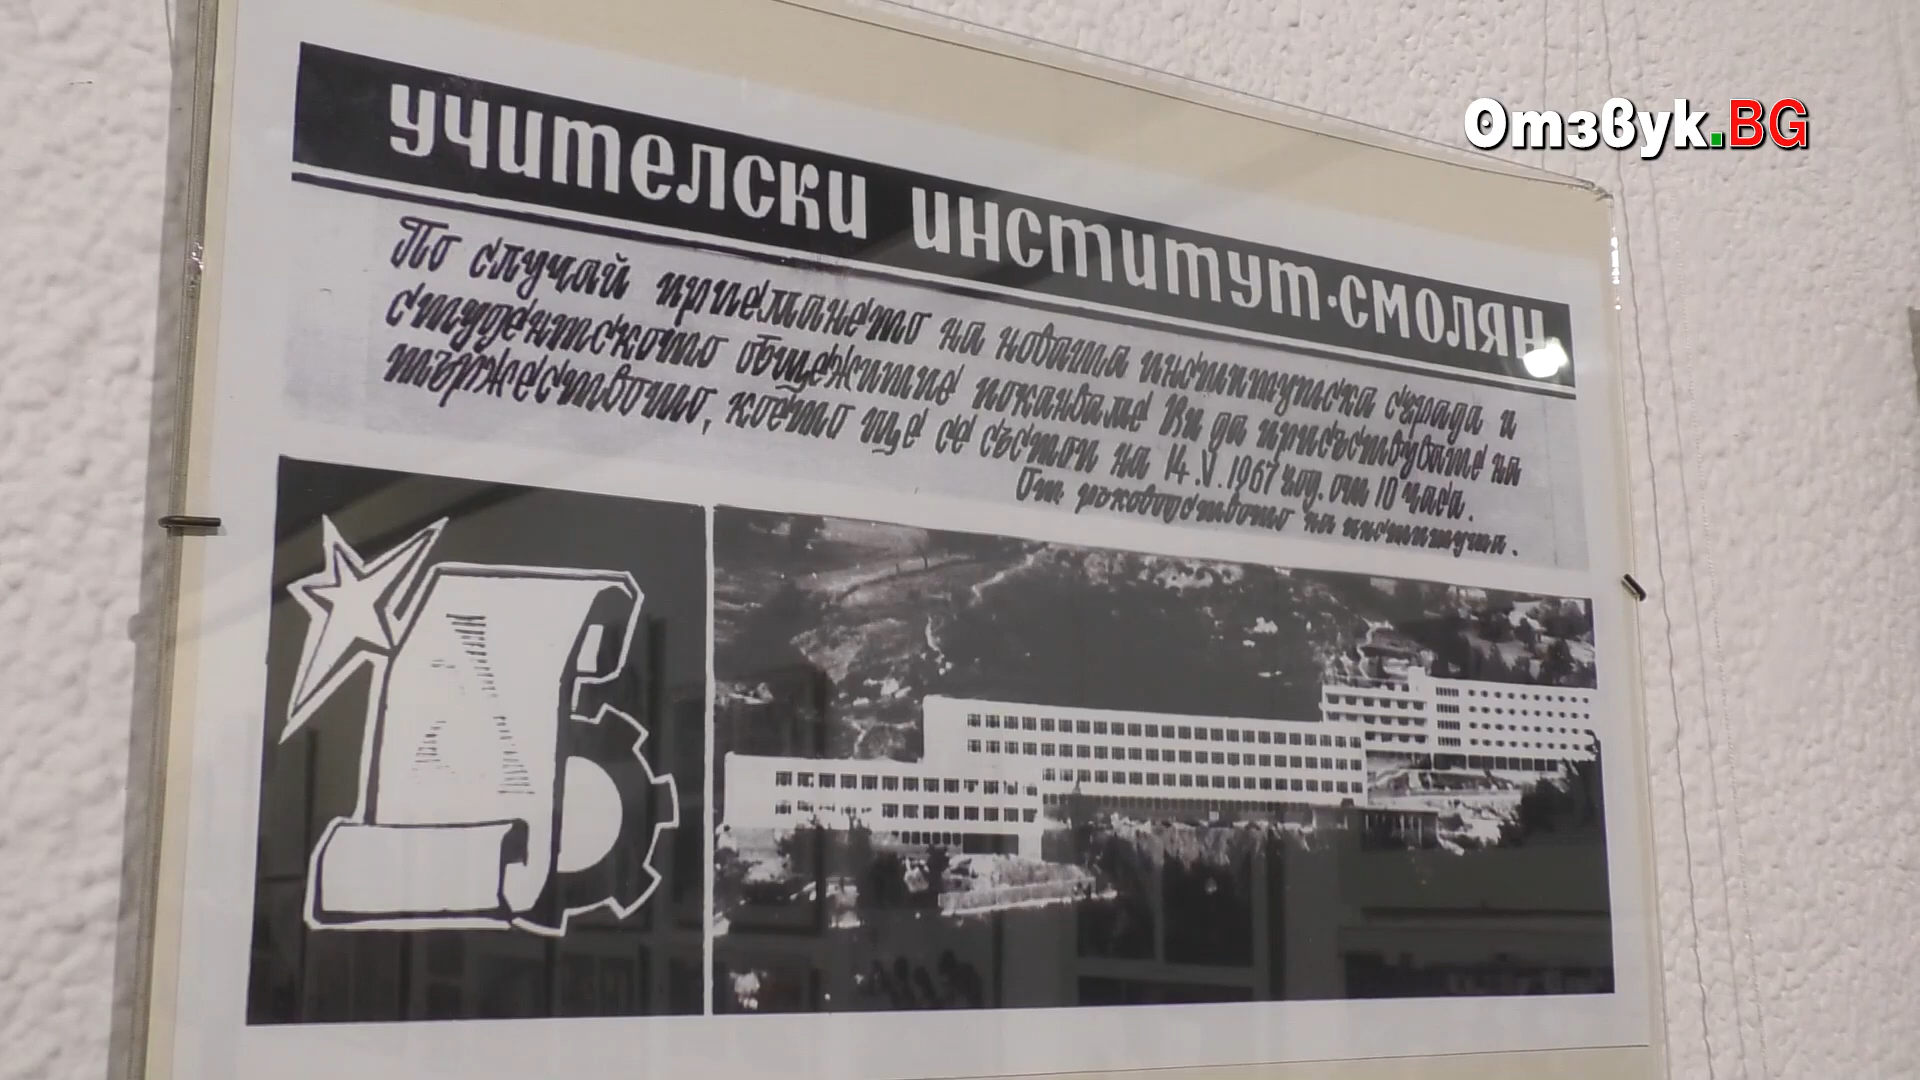 Отзвук.BG
учителски институт·смолян
По случай приемането на новата институтска сграда и
студентското общежитие поканваме Ви да присъствувате на
тържеството, което ще се състои на 14.V.1967 год. от 10 часа.
От ръководството на института.